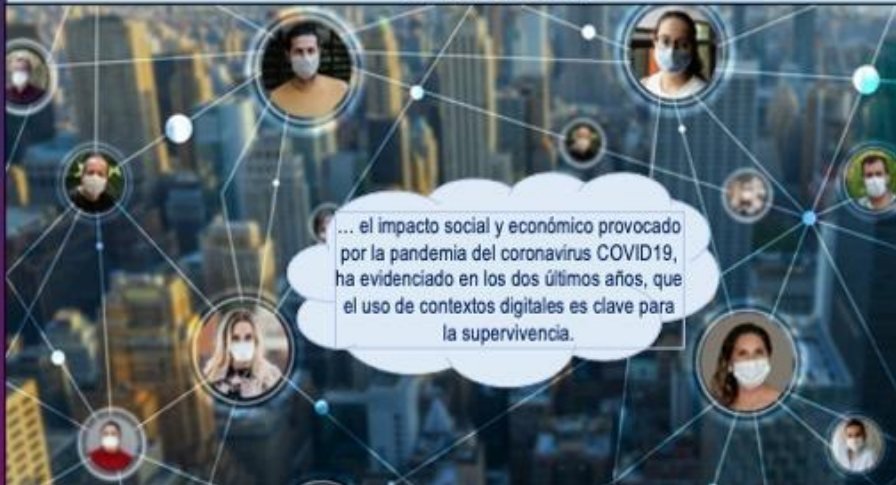 … el impacto social y económico provocado
por la pandemia del coronavirus COVID19,
ha evidenciado en los dos últimos años, que
el uso de contextos digitales es clave para
la supervivencia.